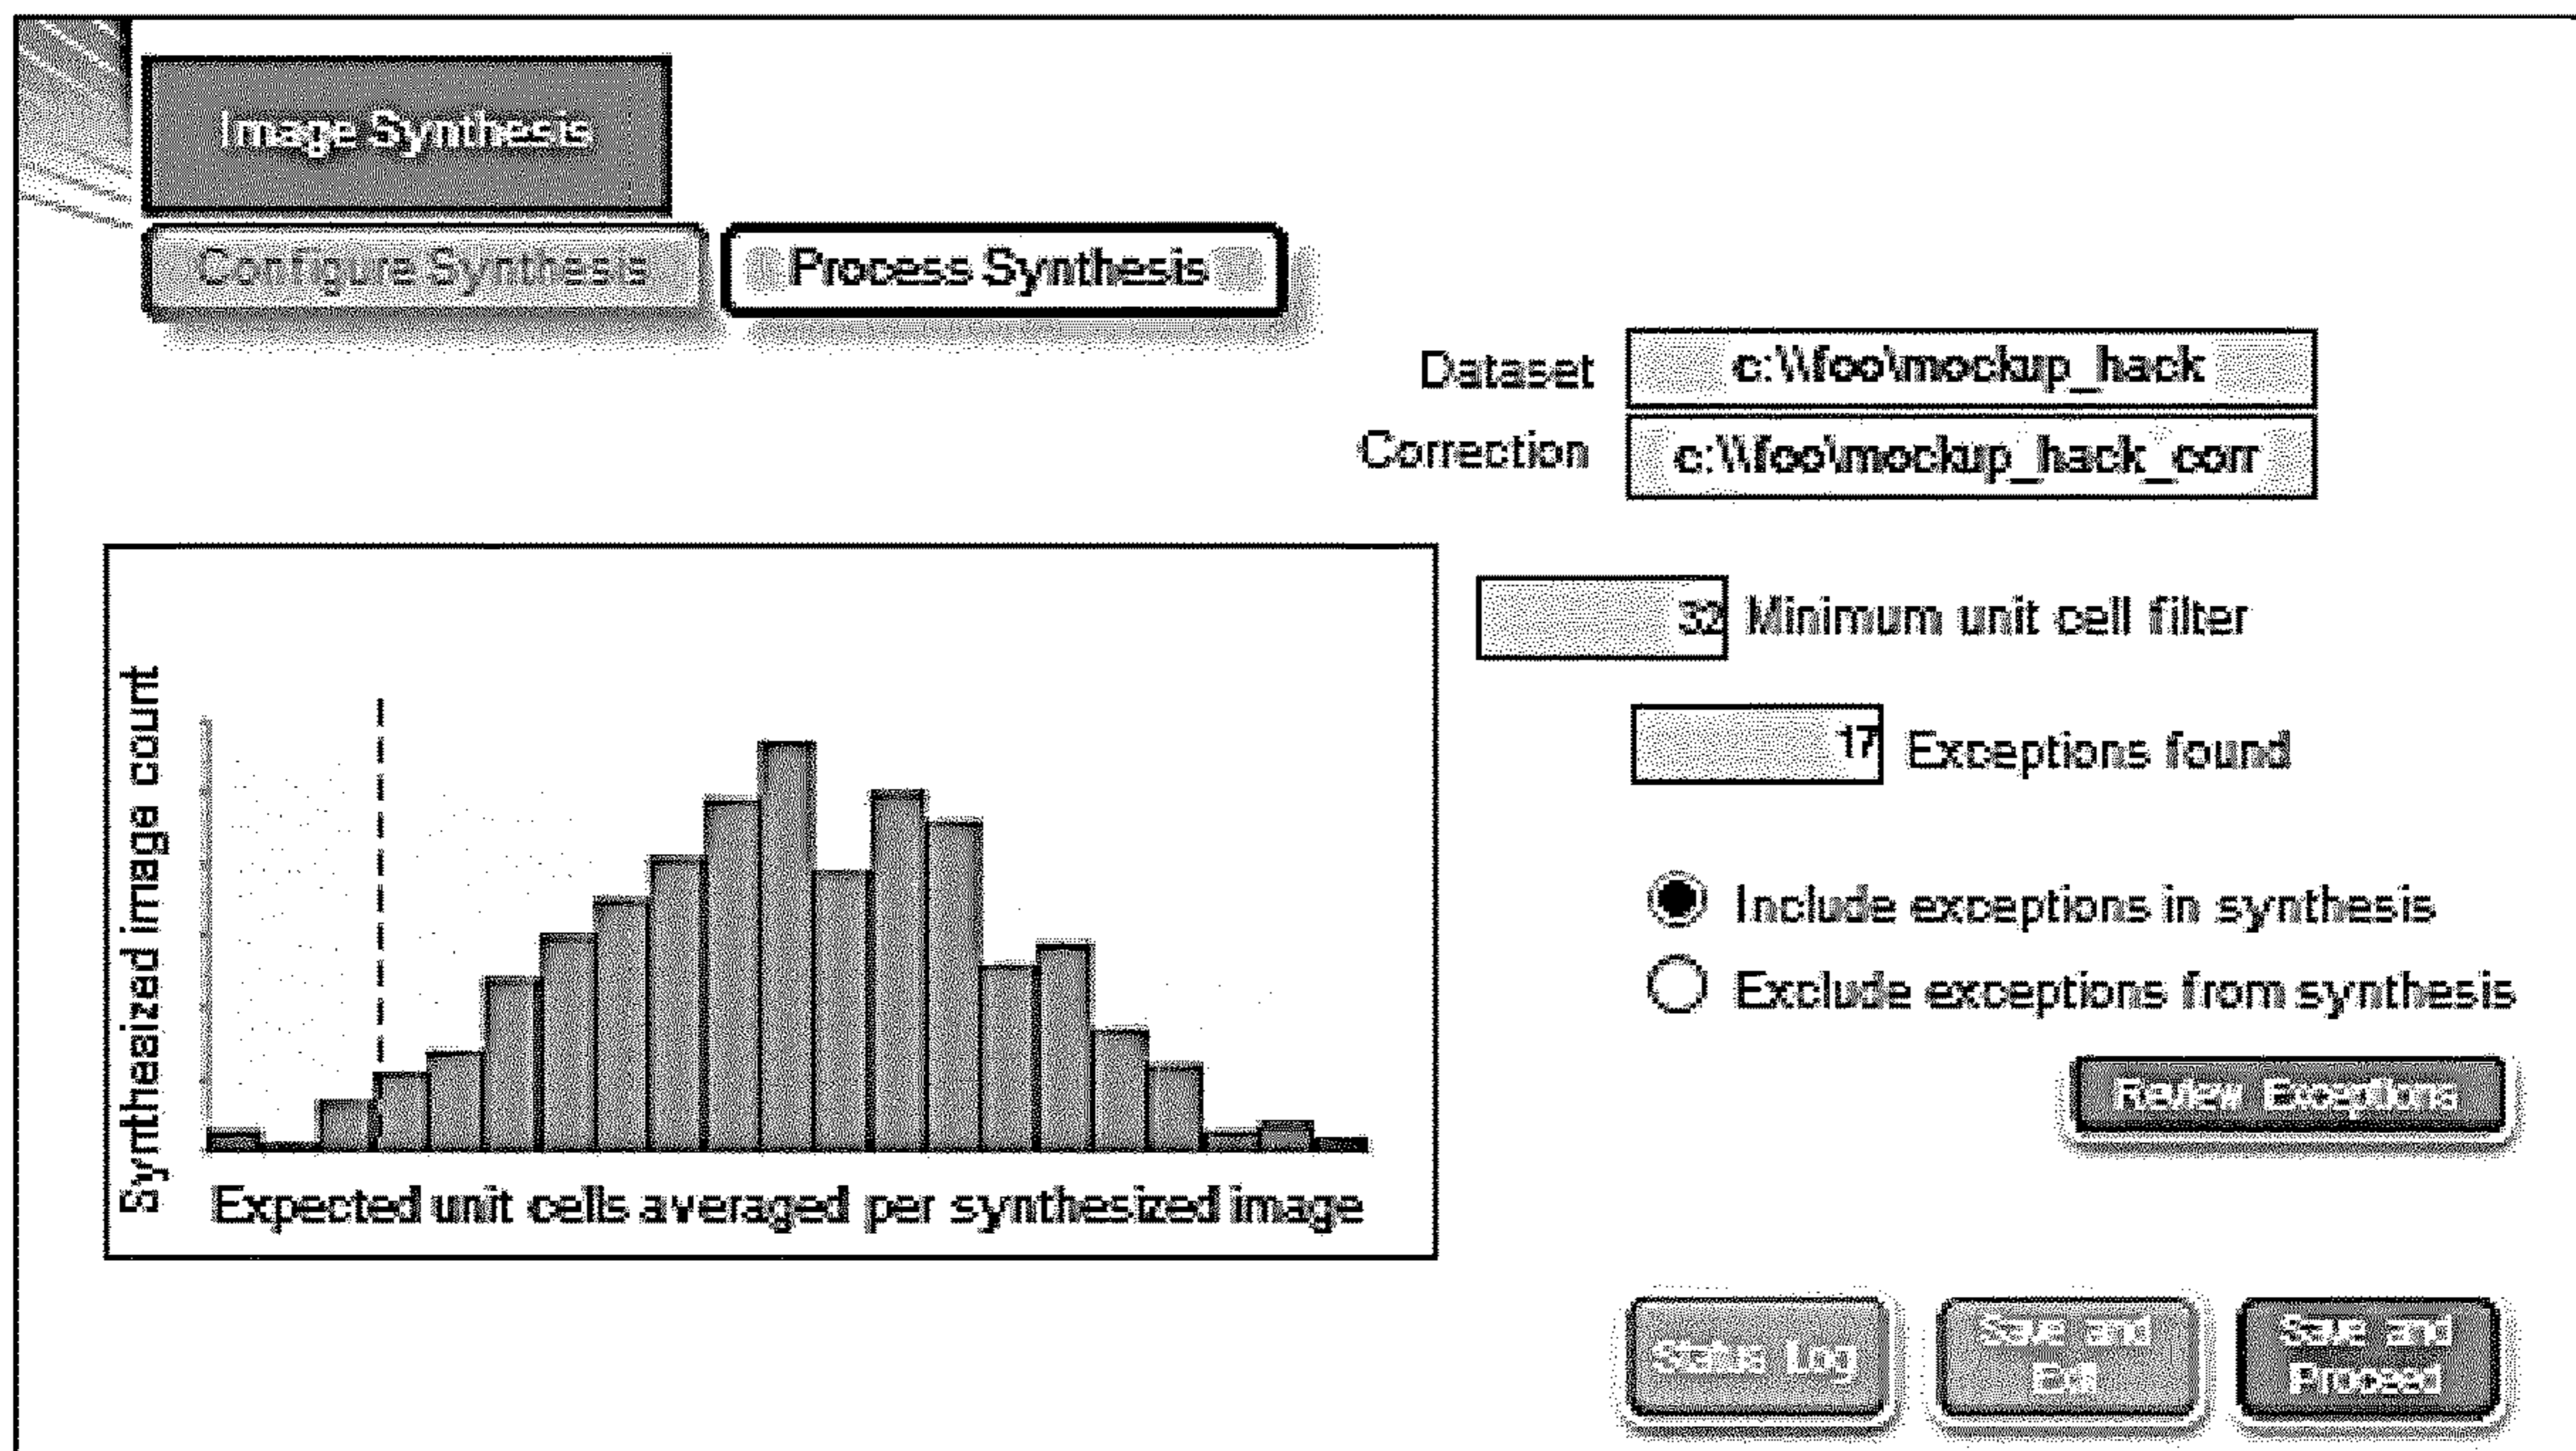 Image Synthesis
Configure Synthesis
Process Synthesis
Dataset
c:\\foo\mockup_hack
Correction
c:\\foo\mockup_hack_corr
32 Minimum unit cell filter
17 Exceptions found
Synthesized image count
Expected unit cells averaged per synthesized image
Include exceptions in synthesis
Exclude exceptions from synthesis
Review Exceptions
Status Log
Save and
Exit
Save and
Proceed